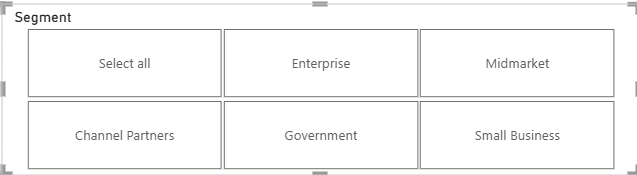 Segment
Select all
Enterprise
Midmarket
Channel Partners
Government
Small Business